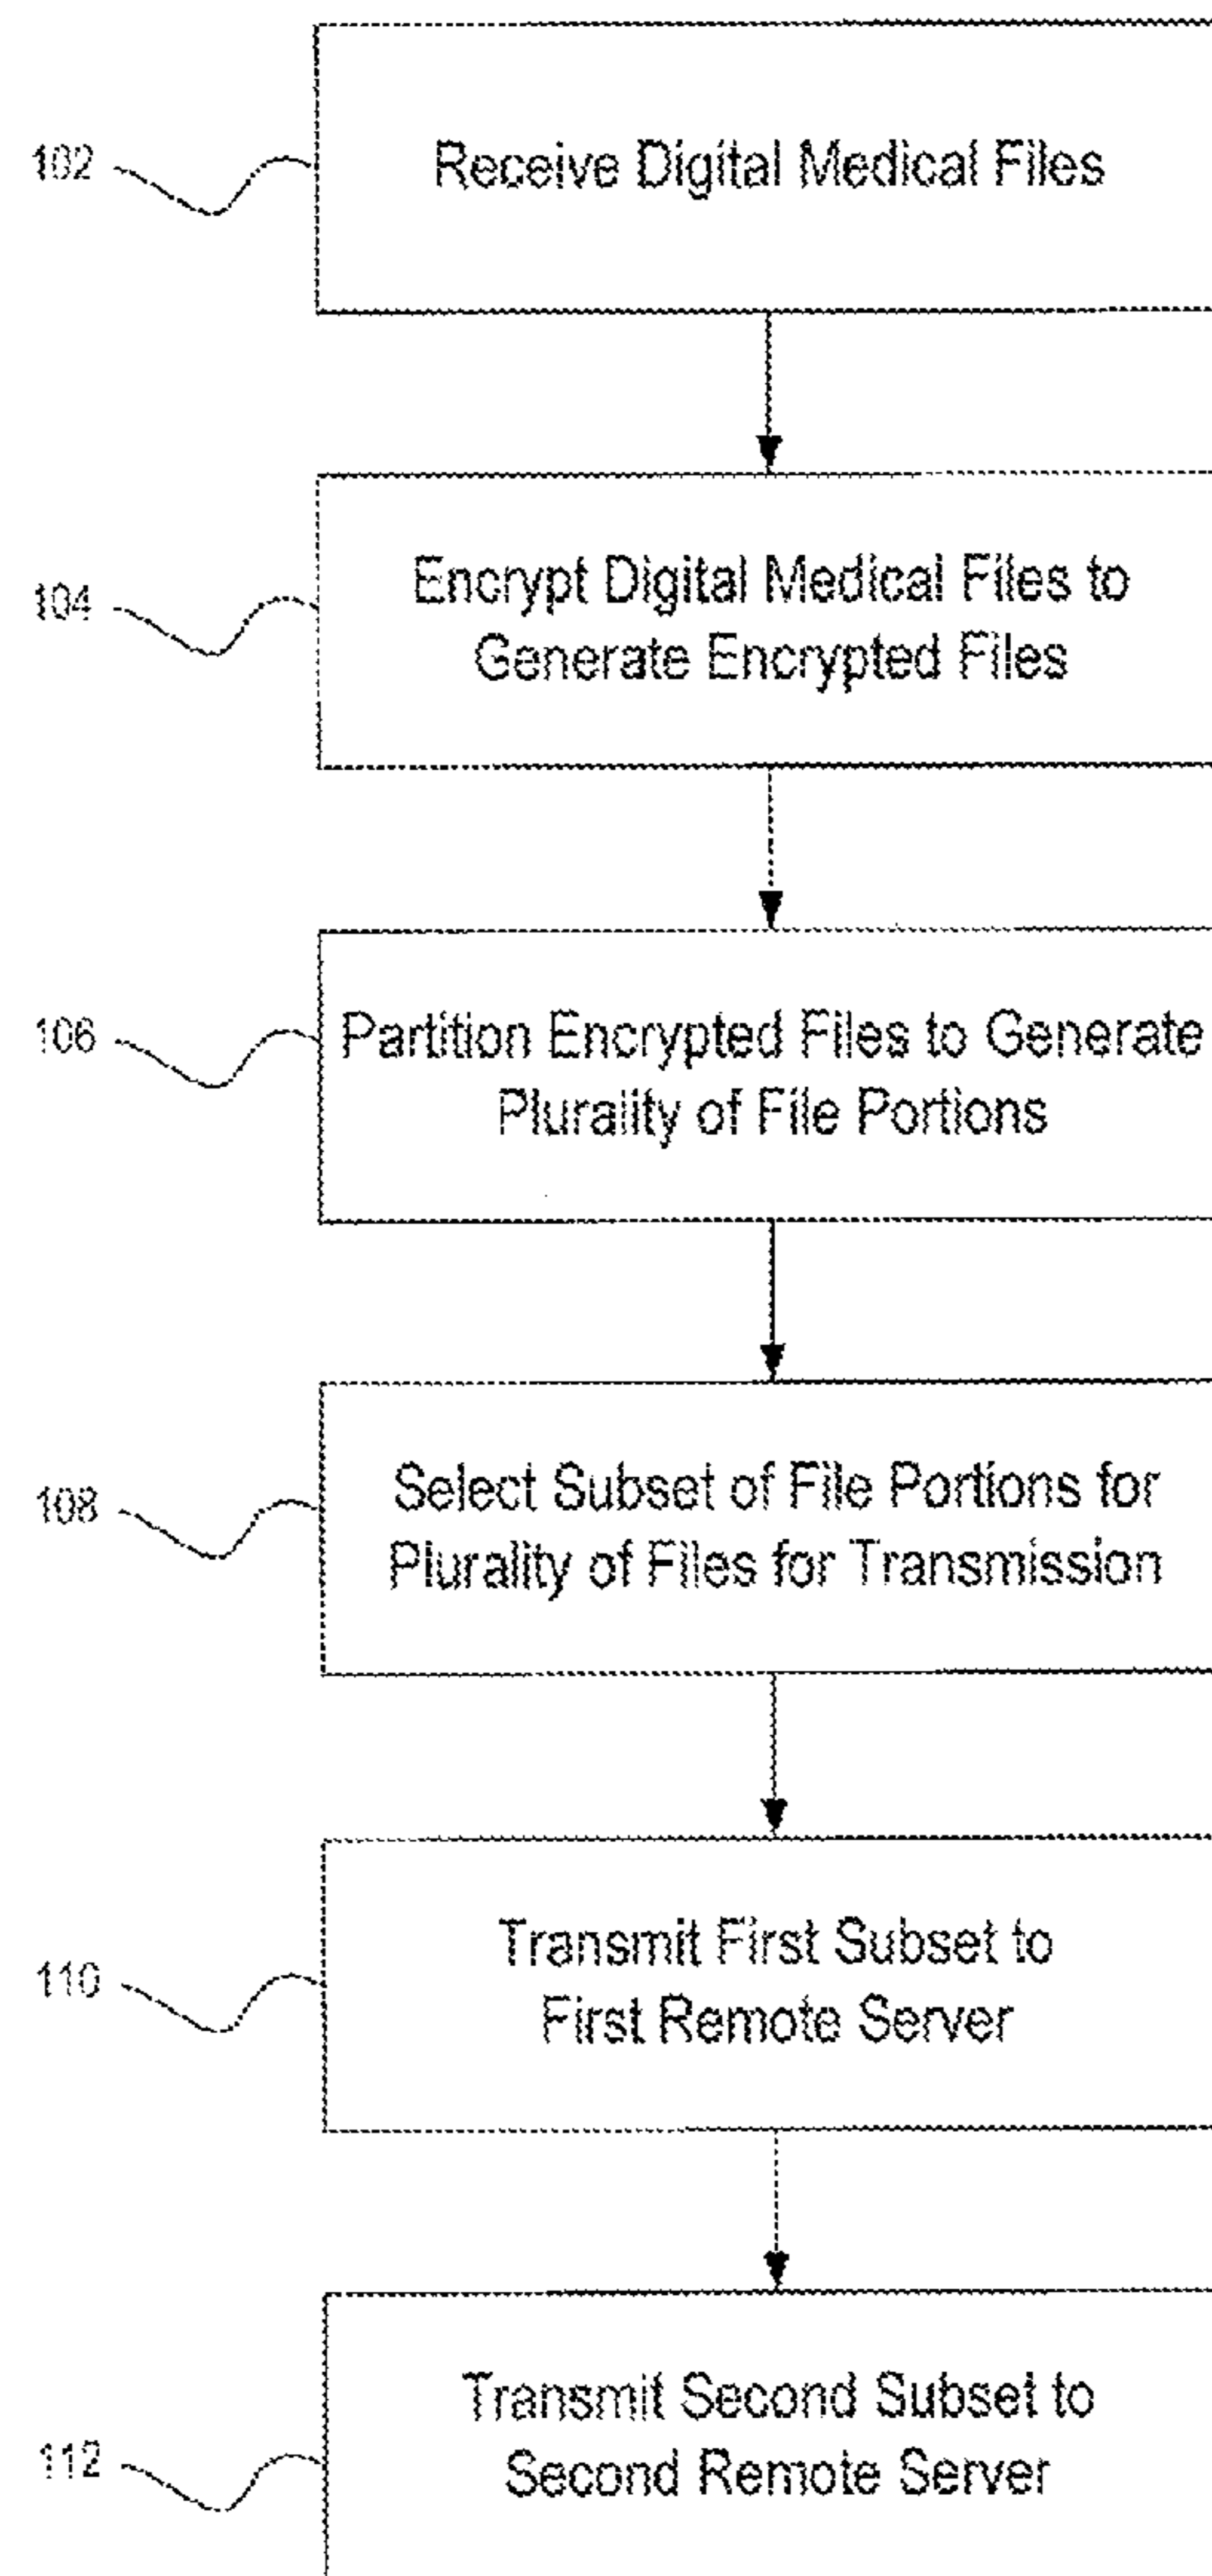 102
Receive Digital Medical Files
104
Encrypt Digital Medical Files to
Generate Encrypted Files
106
Partition Encrypted Files to Generate
Plurality of File Portions
108
Select Subset of File Portions for
Plurality of Files for Transmission
110
Transmit First Subset to
First Remote Server
112
Transmit Second Subset to
Second Remote Server